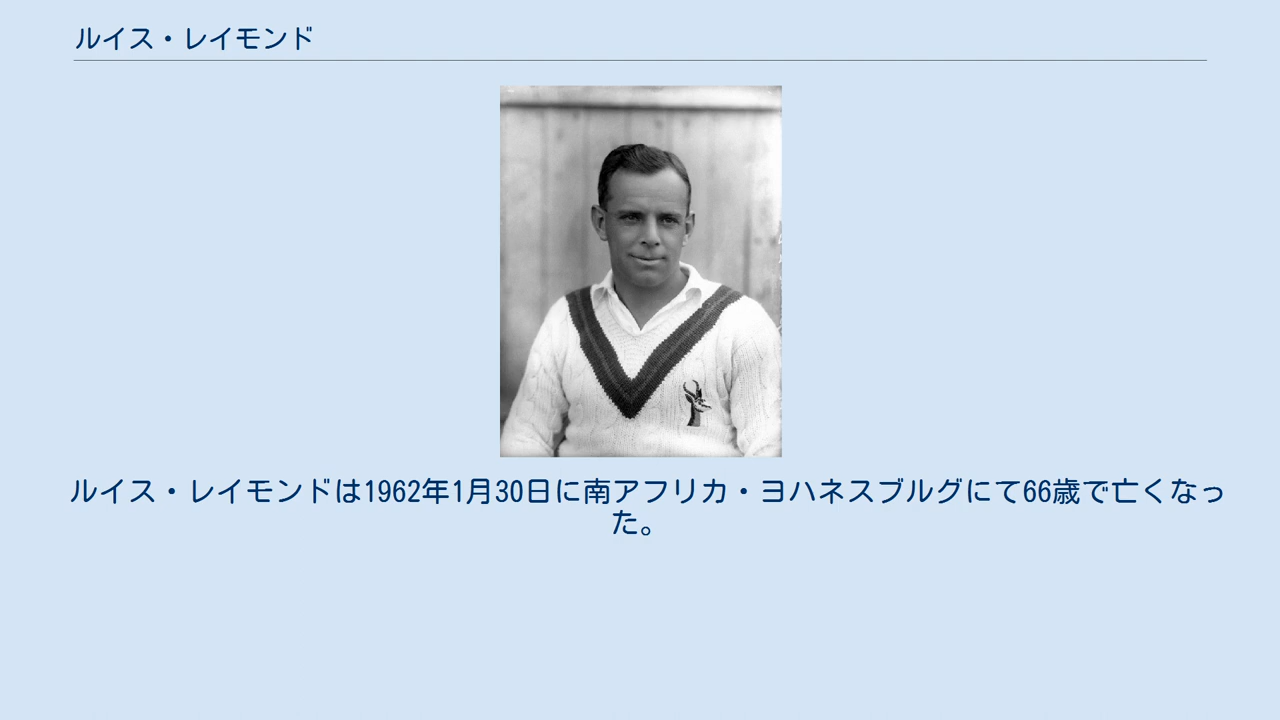 ルイス・レイモンド
ルイス・レイモンドは1962年1月30日に南アフリカ・ヨハネスブルグにて66歳で亡くなっ
た。